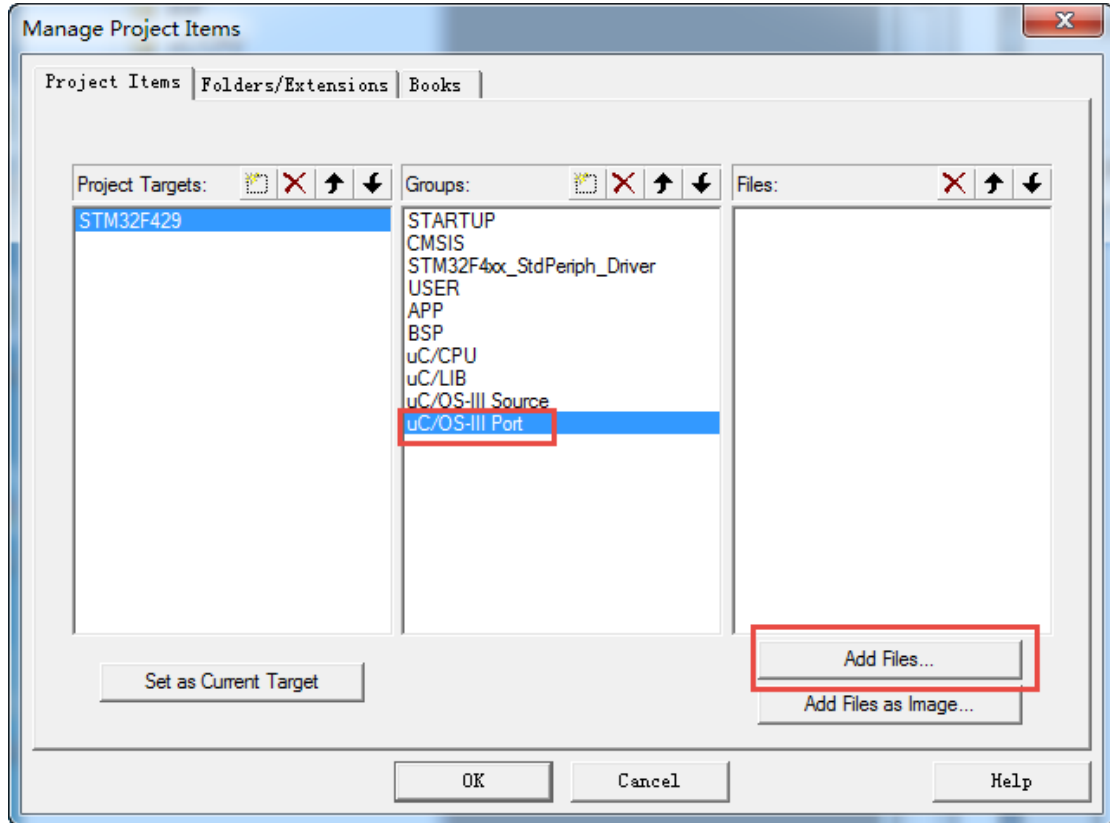 Manage Project Items
Project Items Folders/Extensions Books
Project Targets: Groups: Files:
STM32F429
STARTUP
CMSIS
STM32F4xx_StdPeriph_Driver
USER
APP
BSP
uC/CPU
uC/LIB
uC/OS-III Source
uC/OS-III Port
Add Files...
Set as Current Target
Add Files as Image...
OK Cancel Help